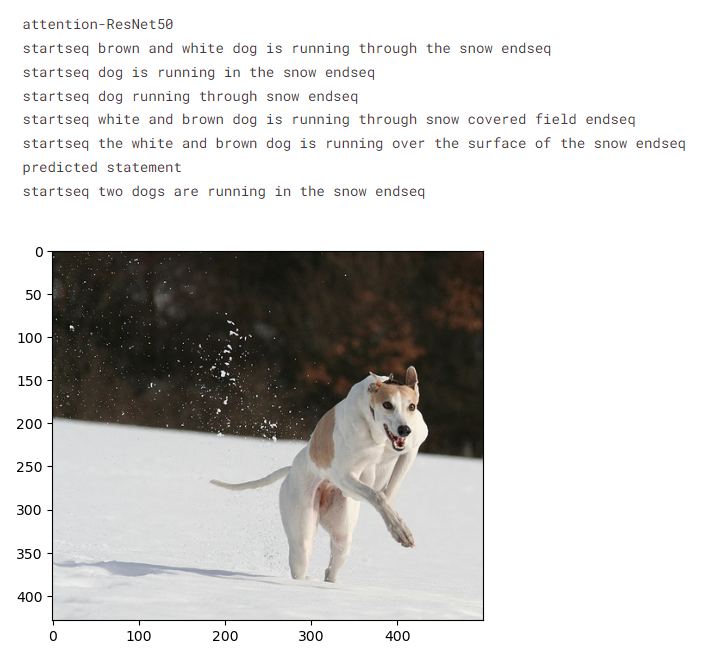 attention-ResNet50
startseq brown and white dog is running through the snow endseq
startseq dog is running in the snow endseq
startseq dog running through snow endseq
startseq white and brown dog is running through snow covered field endseq
startseq the white and brown dog is running over the surface of the snow endseq
predicted statement
startseq two dogs are running in the snow endseq
0
50
100
150
200
250
300
350
400
0 100 200 300 400